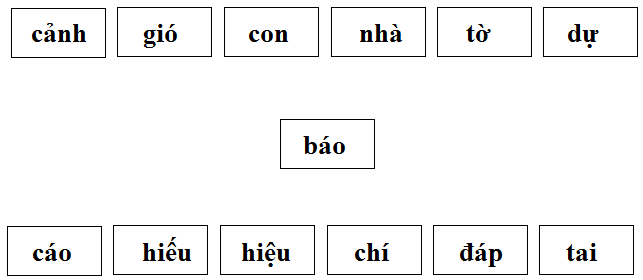 cảnh gió con nhà tờ dự
báo
cáo hiếu hiệu chí đáp tai